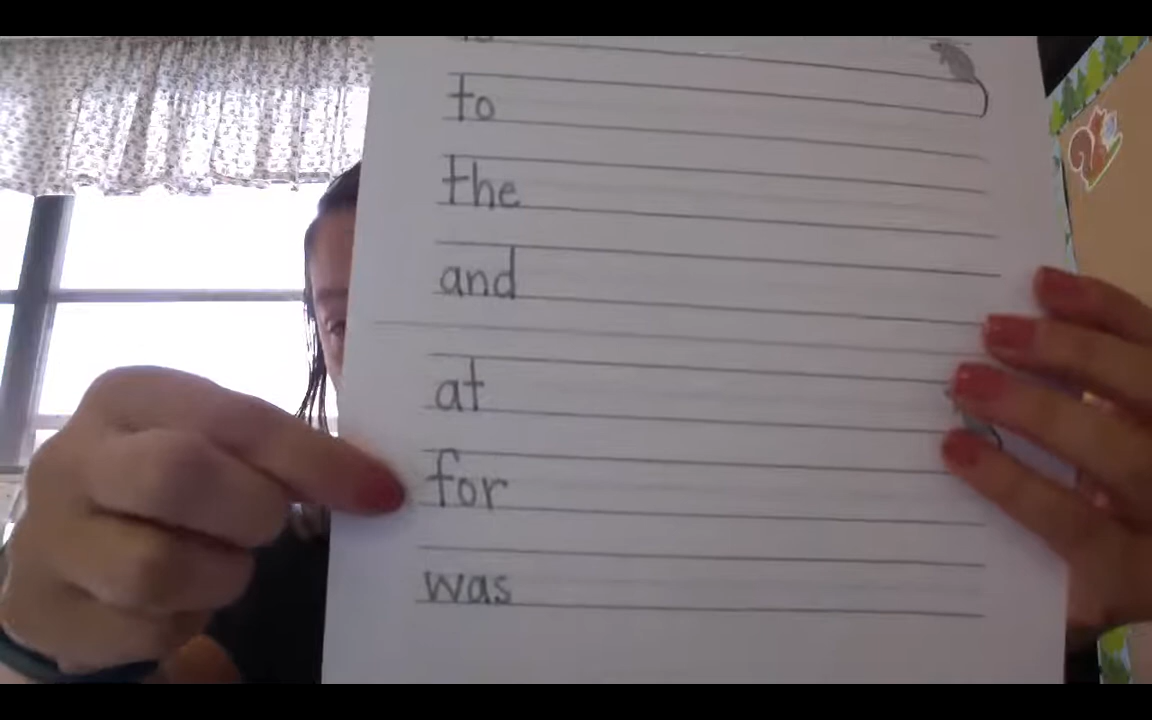 to
the
and
at
for
was